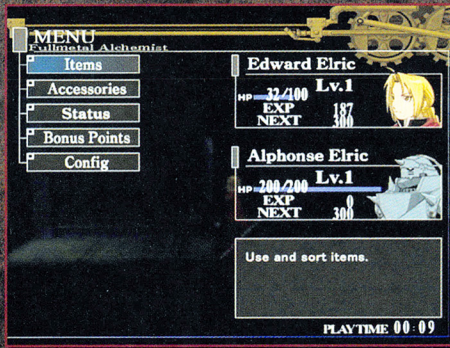 MENU
Fullmetal Alchemist
Items
Accessories
Status
Bonus Points
Config
Edward Elric
Lv.1
HP 32/100
EXP 187
NEXT 300
Alphonse Elric
Lv.1
HP 200/200
EXP 0
NEXT 300
Use and sort items.
PLAYTIME 00:09